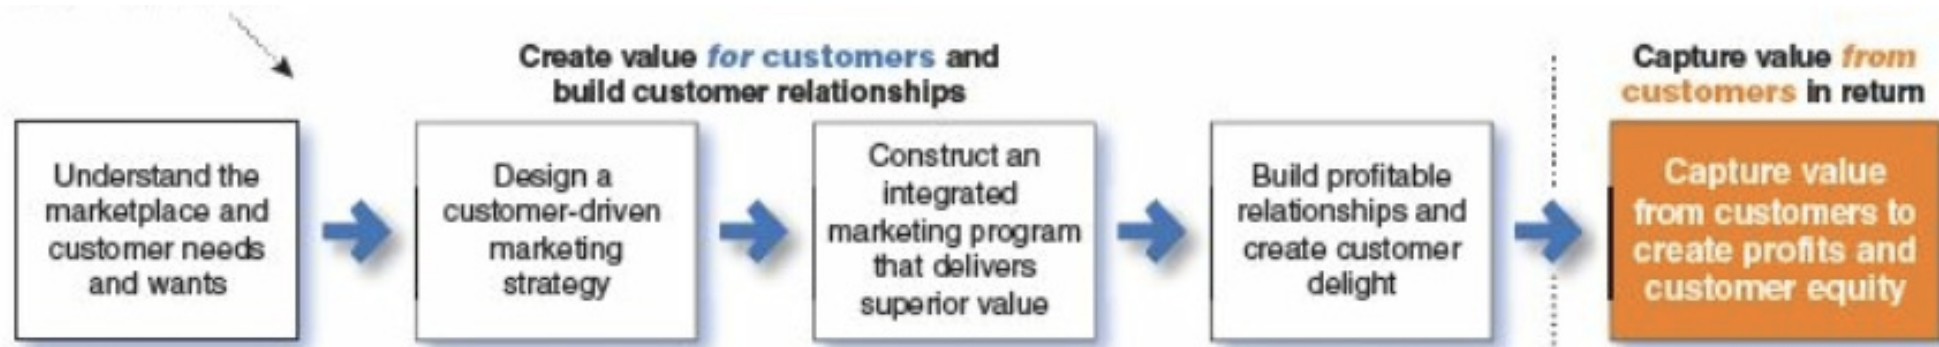 Create value for customers and
build customer relationships
Capture value from
customers in return
Understand the
marketplace and
customer needs
and wants
Design a
customer-driven
marketing
strategy
Construct an
integrated
marketing program
that delivers
superior value
Build profitable
relationships and
create customer
delight
Capture value
from customers to
create profits and
customer equity